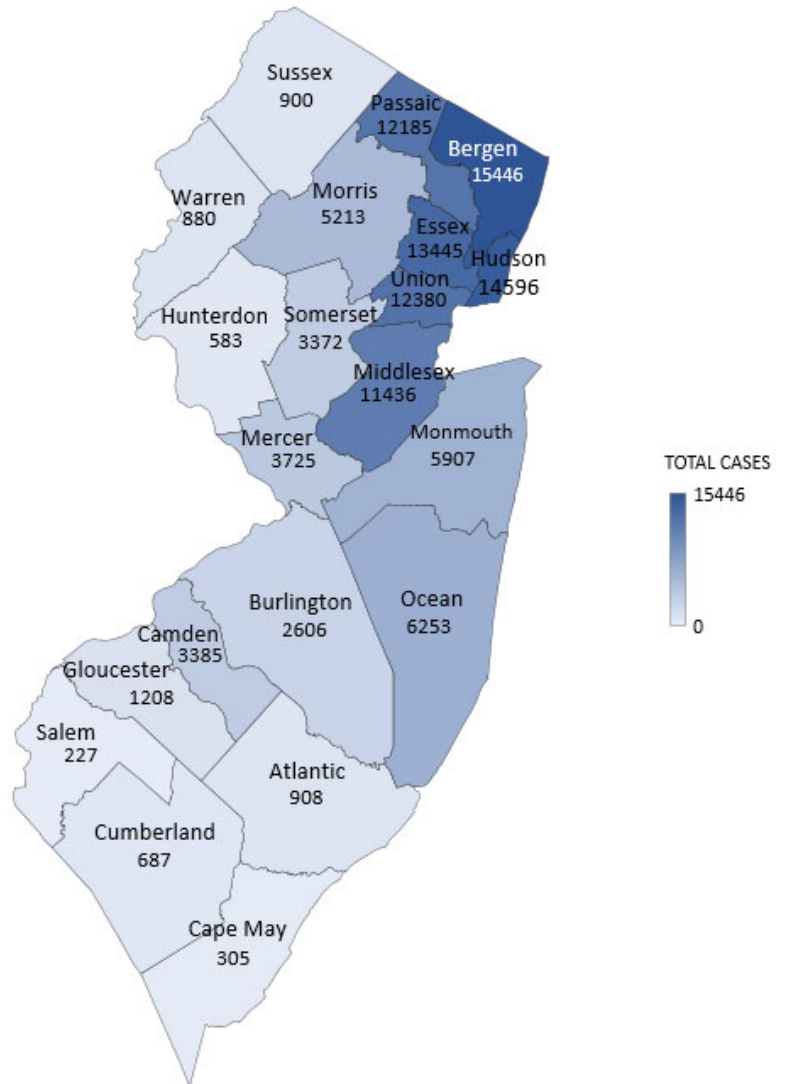 Sussex
900
Passaic
12185
Bergen
15446
Warren
880
Morris
5213
Essex
13445
Hudson
14596
Union
12380
Hunterdon
583
Somerset
3372
Middlesex
11436
Mercer
3725
Monmouth
5907
TOTAL CASES
15446
0
Burlington
2606
Ocean
6253
Camden
3385
Gloucester
1208
Salem
227
Atlantic
908
Cumberland
687
Cape May
305